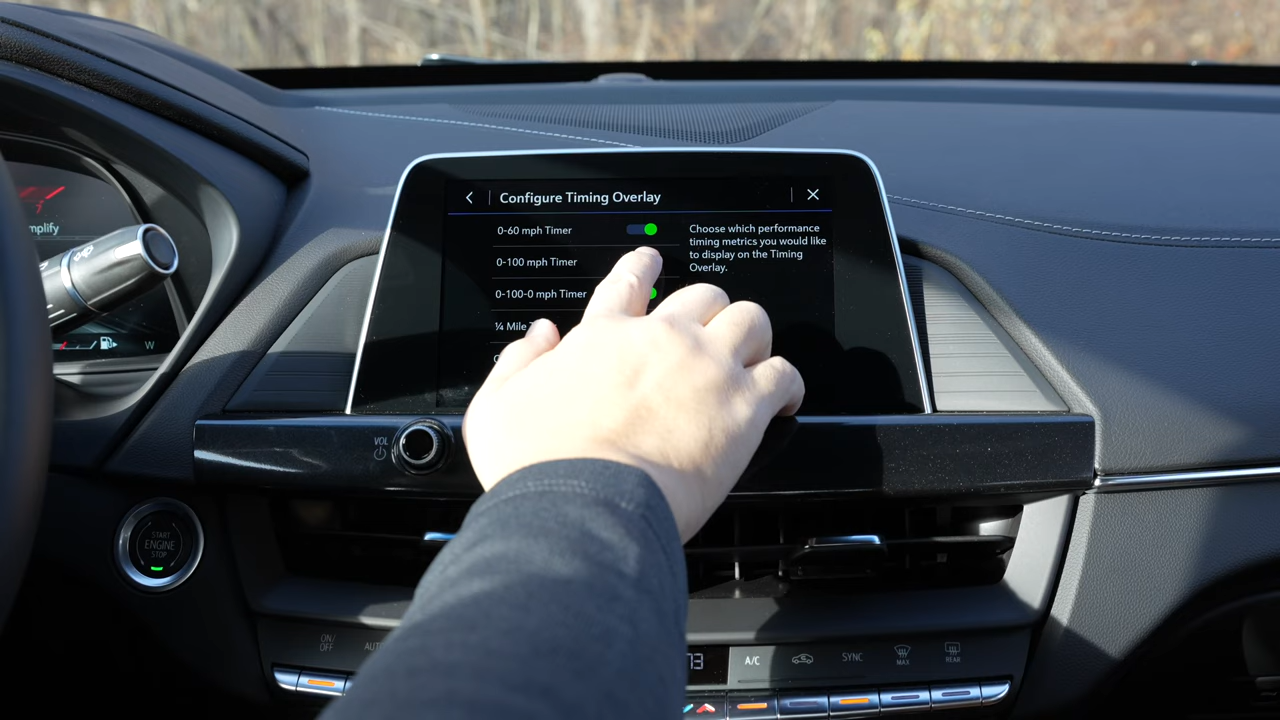 Configure Timing Overlay
0-60 mph Timer
Choose which performance
timing metrics you would like
to display on the Timing
Overlay.
0-100 mph Timer
0-100-0 mph Timer
¼ Mile
mplify
W
VOL
START
ENGINE
STOP
ON/
OFF
AUTO
73
A/C
SYNC
MAX
REAR